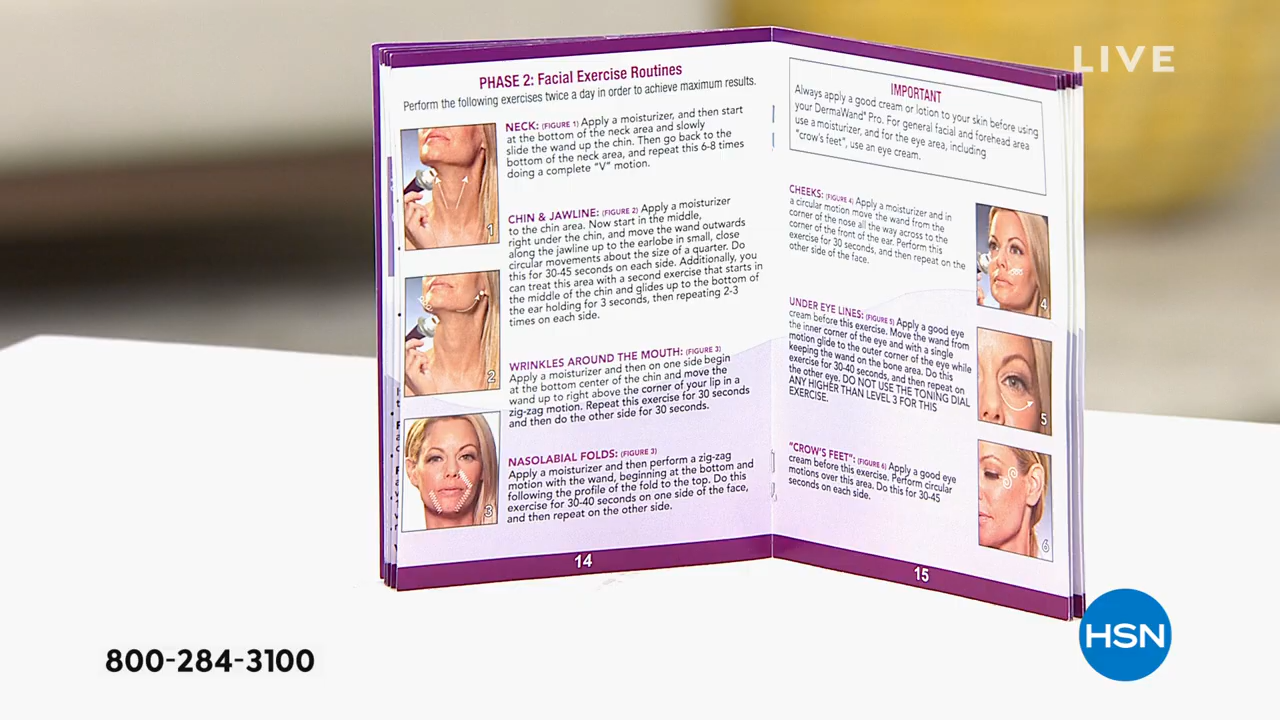 LIVE
PHASE 2: Facial Exercise Routines
Perform the following exercises twice a day in order to achieve maximum results.
NECK: (FIGURE 1) Apply a moisturizer, and then start
at the bottom of the neck area and slowly
slide the wand up the chin. Then go back to the
bottom of the neck area, and repeat this 6-8 times
doing a complete "V" motion.
1
CHIN & JAWLINE: (FIGURE 2) Apply a moisturizer
to the chin area. Now start in the middle,
right under the chin, and move the wand outwards
along the jawline up to the earlobe in small, close
circular movements about the size of a quarter. Do
this for 30-45 seconds on each side. Additionally, you
can treat this area with a second exercise that starts in
the middle of the chin and glides up to the bottom of
the ear holding for 3 seconds, then repeating 2-3
times on each side.
2
WRINKLES AROUND THE MOUTH: (FIGURE 3)
Apply a moisturizer and then on one side begin
at the bottom center of the chin and move the
wand up to right above the corner of your lip in a
zig-zag motion. Repeat this exercise for 30 seconds
and then do the other side for 30 seconds.
NASOLABIAL FOLDS: (FIGURE 3)
Apply a moisturizer and then perform a zig-zag
motion with the wand, beginning at the bottom and
following the profile of the fold to the top. Do this
exercise for 30-40 seconds on one side of the face,
and then repeat on the other side.
3
14
IMPORTANT
Always apply a good cream or lotion to your skin before using
your DermaWand® Pro. For general facial and forehead area
use a moisturizer, and for the eye area, including
"crow's feet", use an eye cream.
CHEEKS: (FIGURE 4) Apply a moisturizer and in
a circular motion move the wand from the
corner of the nose all the way across to the
corner of the front of the ear. Perform this
exercise for 30 seconds, and then repeat on the
other side of the face.
4
UNDER EYE LINES: (FIGURE 5) Apply a good eye
cream before this exercise. Move the wand from
the inner corner of the eye and with a single
motion glide to the outer corner of the eye while
keeping the wand on the bone area. Do this
exercise for 30-40 seconds, and then repeat on
the other eye. DO NOT USE THE TONING DIAL
ANY HIGHER THAN LEVEL 3 FOR THIS
EXERCISE.
5
"CROW'S FEET": (FIGURE 6) Apply a good eye
cream before this exercise. Perform circular
motions over this area. Do this for 30-45
seconds on each side.
6
15
800-284-3100
HSN